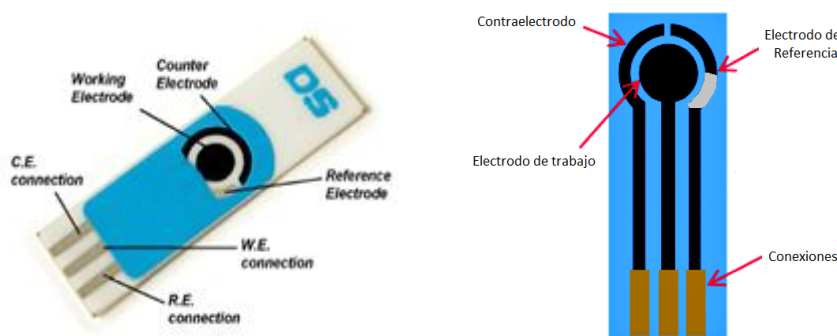 Working
Electrode
Counter
Electrode
DS
C.E.
connection
Reference
Electrode
W.E.
connection
R.E.
connection
Contraelectrodo
Electrodo de
Referencia
Electrodo de trabajo
Conexiones